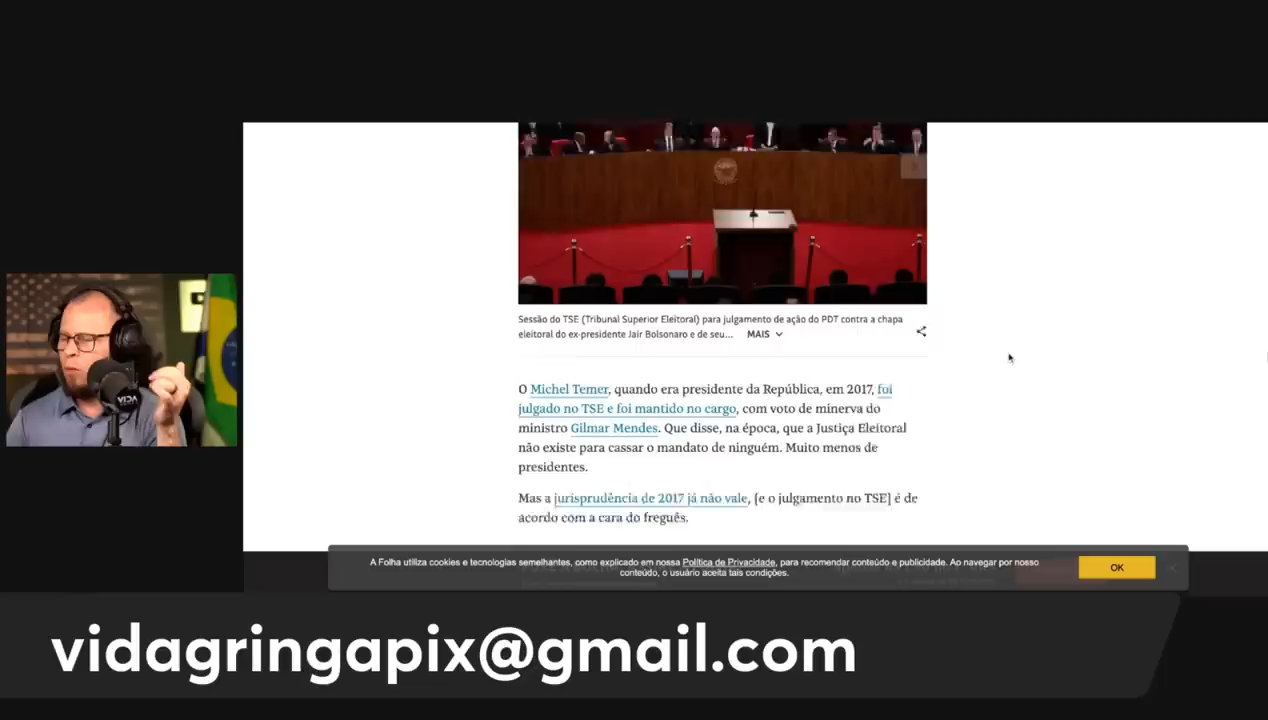 Sessão do TSE (Tribunal Superior Eleitoral) para julgamento de ação do PDT contra a chapa
eleitoral do ex-presidente Jair Bolsonaro e de seu... MAIS
O Michel Temer, quando era presidente da República, em 2017, foi
julgado no TSE e foi mantido no cargo, com voto de minerva do
ministro Gilmar Mendes. Que disse, na época, que a Justiça Eleitoral
não existe para cassar o mandato de ninguém. Muito menos de
presidentes.
Mas a jurisprudência de 2017 já não vale, [e o julgamento no TSE] é de
acordo com a cara do freguês.
A Folha utiliza cookies e tecnologias semelhantes, como explicado em nossa Política de Privacidade, para recomendar conteúdo e publicidade. Ao navegar por nosso
conteúdo, o usuário aceita tais condições.
OK
VIDA
vidagringapix@gmail.com